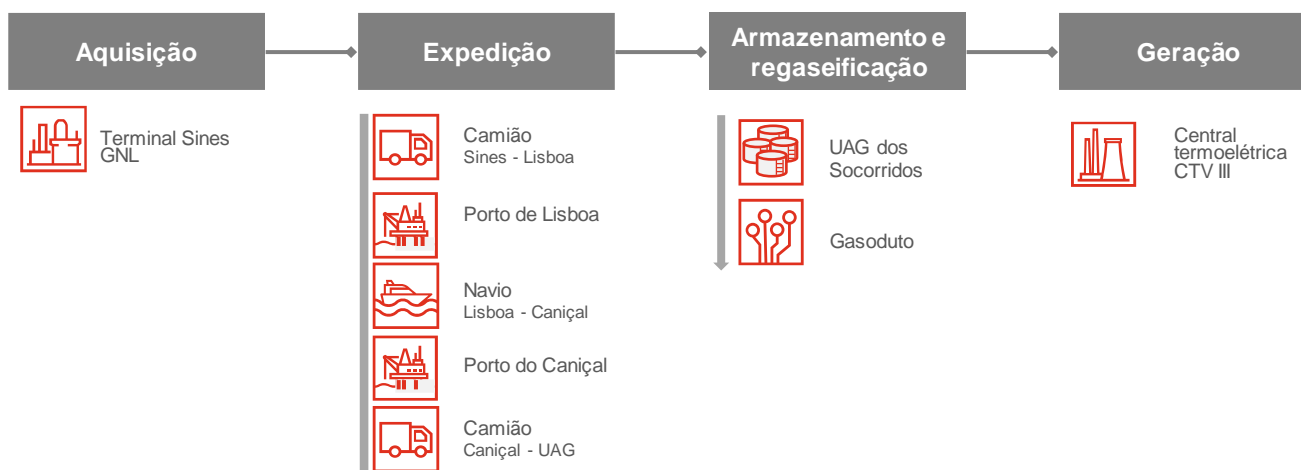 Aquisição
Expedição
Armazenamento e
regaseificação
Geração
Terminal Sines
GNL
Camião
Sines - Lisboa
Porto de Lisboa
Navio
Lisboa - Caniçal
Porto do Caniçal
Camião
Caniçal - UAG
UAG dos
Socorridos
Gasoduto
Central
termoelétrica
CTV III